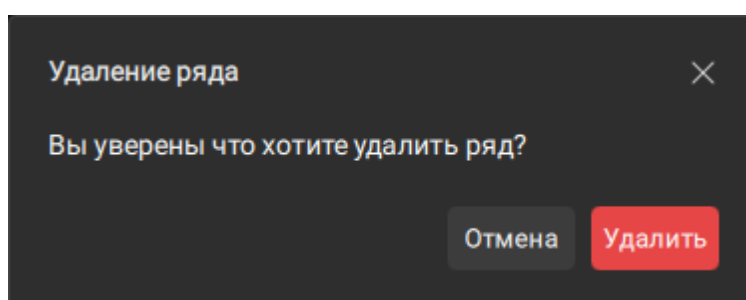 Удаление ряда
Вы уверены что хотите удалить ряд?
Отмена Удалить